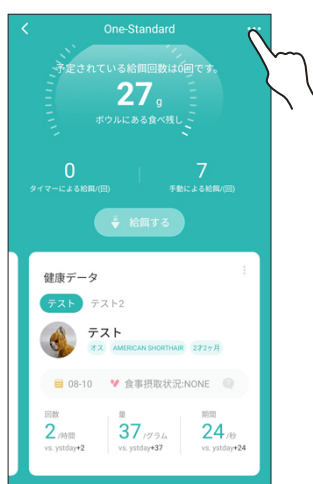 One-Standard
予定されている給餌回数は0回です。
27 g
ボウルにある食べ残し
0
7
タイマーによる給餌/(回)
手動による給餌/(回)
給餌する
健康データ
テスト テスト2
テスト
オス AMERICAN SHORTHAIR 2才2ヶ月
08-10 食事摂取状況:NONE
回数 量 期間
2 /時間 37 /グラム 24 /秒
vs. ystday+2 vs. ystday+37 vs. ystday+24